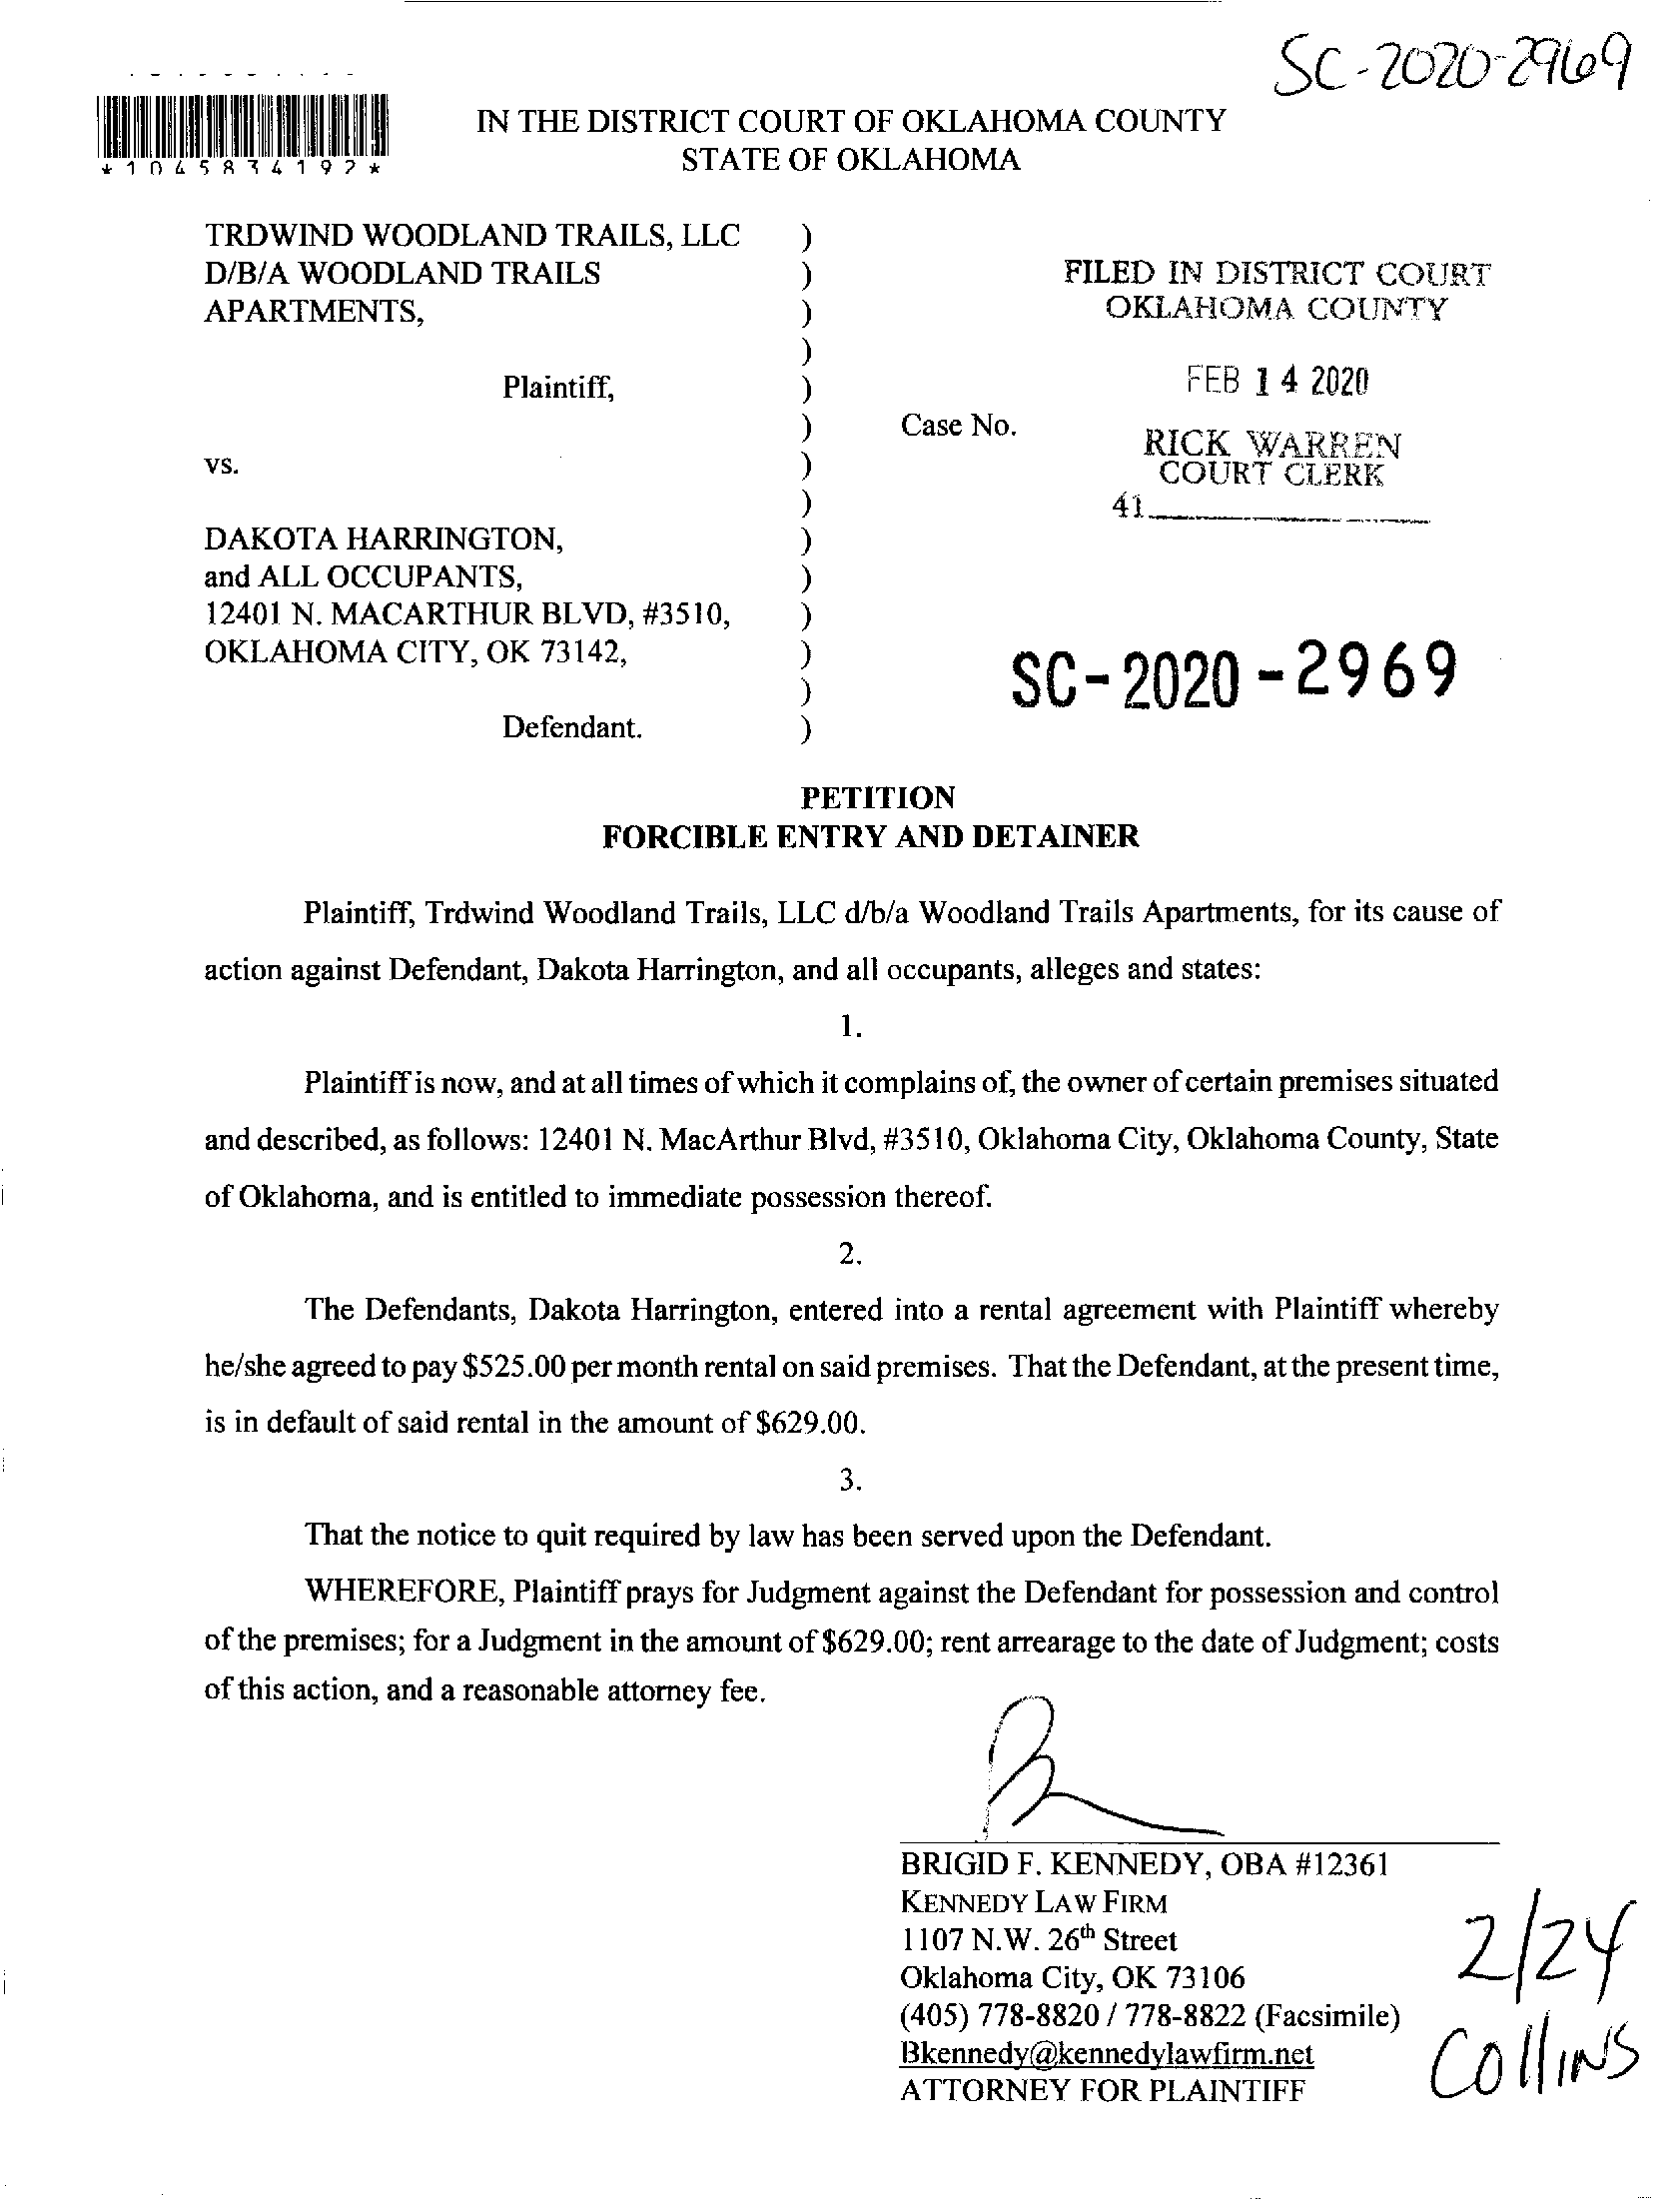 SC-2020-2969
*1045834192*
IN THE DISTRICT COURT OF OKLAHOMA COUNTY
STATE OF OKLAHOMA
TRDWIND WOODLAND TRAILS, LLC )
D/B/A WOODLAND TRAILS )
APARTMENTS, )
)
Plaintiff, )
)
vs. )
)
DAKOTA HARRINGTON, )
and ALL OCCUPANTS, )
12401 N. MACARTHUR BLVD, #3510, )
OKLAHOMA CITY, OK 73142, )
)
Defendant. )
FILED IN DISTRICT COURT
OKLAHOMA COUNTY
FEB 14 2020
Case No.
RICK WARREN
COURT CLERK
41
SC-2020-2969
PETITION
FORCIBLE ENTRY AND DETAINER
Plaintiff, Trdwind Woodland Trails, LLC d/b/a Woodland Trails Apartments, for its cause of
action against Defendant, Dakota Harrington, and all occupants, alleges and states:
1.
Plaintiff is now, and at all times of which it complains of, the owner of certain premises situated
and described, as follows: 12401 N. MacArthur Blvd, #3510, Oklahoma City, Oklahoma County, State
of Oklahoma, and is entitled to immediate possession thereof.
2.
The Defendants, Dakota Harrington, entered into a rental agreement with Plaintiff whereby
he/she agreed to pay $525.00 per month rental on said premises. That the Defendant, at the present time,
is in default of said rental in the amount of $629.00.
3.
That the notice to quit required by law has been served upon the Defendant.
WHEREFORE, Plaintiff prays for Judgment against the Defendant for possession and control
of the premises; for a Judgment in the amount of $629.00; rent arrearage to the date of Judgment; costs
of this action, and a reasonable attorney fee.
BRIGID F. KENNEDY, OBA #12361
KENNEDY LAW FIRM
1107 N.W. 26th Street
Oklahoma City, OK 73106
(405) 778-8820 / 778-8822 (Facsimile)
Bkennedy@kennedylawfirm.net
ATTORNEY FOR PLAINTIFF
2/24
Collins